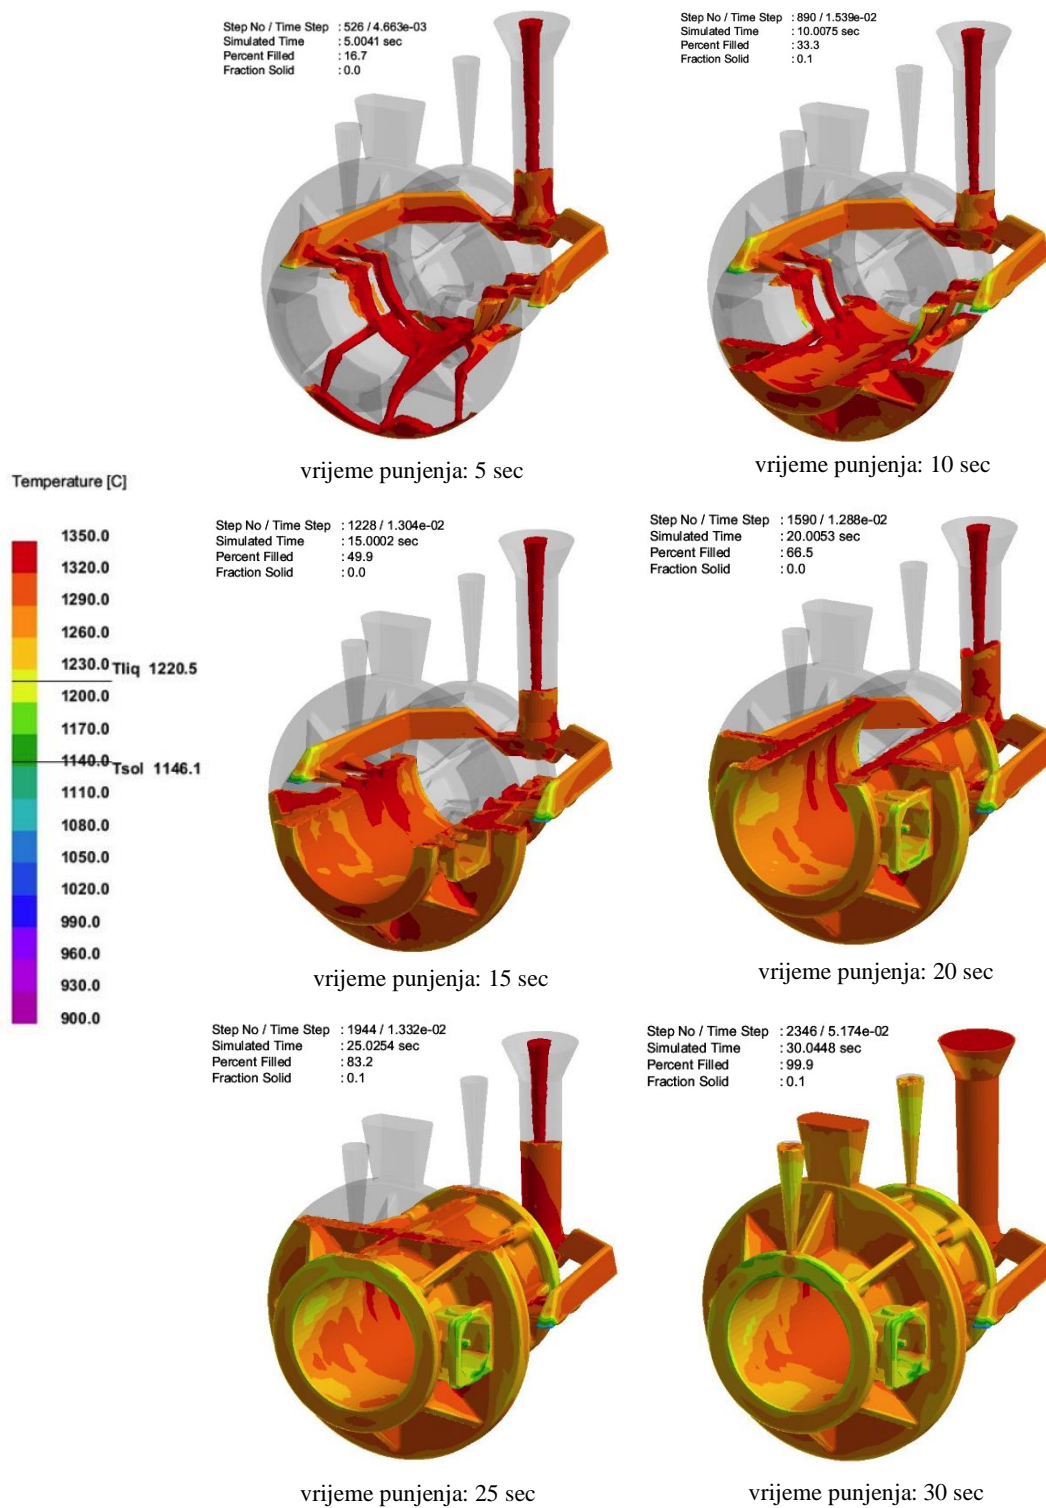 Step No / Time Step : 526 / 4.663e-03
Simulated Time : 5.0041 sec
Percent Filled : 16.7
Fraction Solid : 0.0
Step No / Time Step : 890 / 1.539e-02
Simulated Time : 10.0075 sec
Percent Filled : 33.3
Fraction Solid : 0.1
vrijeme punjenja: 5 sec
vrijeme punjenja: 10 sec
Temperature [C]
1350.0
1320.0
1290.0
1260.0
1230.0
Tliq 1220.5
1200.0
1170.0
1140.0
Tsol 1146.1
1110.0
1080.0
1050.0
1020.0
990.0
960.0
930.0
900.0
Step No / Time Step : 1228 / 1.304e-02
Simulated Time : 15.0002 sec
Percent Filled : 49.9
Fraction Solid : 0.0
Step No / Time Step : 1590 / 1.288e-02
Simulated Time : 20.0053 sec
Percent Filled : 66.5
Fraction Solid : 0.0
vrijeme punjenja: 15 sec
vrijeme punjenja: 20 sec
Step No / Time Step : 1944 / 1.332e-02
Simulated Time : 25.0254 sec
Percent Filled : 83.2
Fraction Solid : 0.1
Step No / Time Step : 2346 / 5.174e-02
Simulated Time : 30.0448 sec
Percent Filled : 99.9
Fraction Solid : 0.1
vrijeme punjenja: 25 sec
vrijeme punjenja: 30 sec